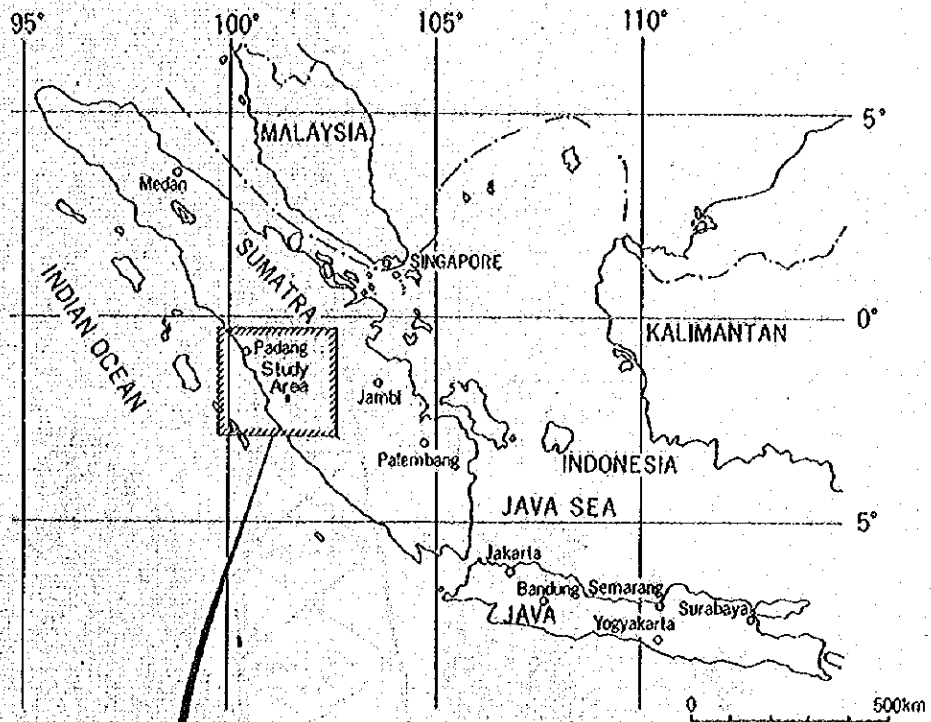 95° 100° 105° 110°
5°
MALAYSIA
Medan
SINGAPORE
SUMATRA
INDIAN OCEAN
0°
KALIMANTAN
Padang
Study
Area
Jambi
Palembang
INDONESIA
JAVA SEA
5°
Jakarta
Bandung Semarang
Surabaya
JAVA
Yogyakarta
0 500km